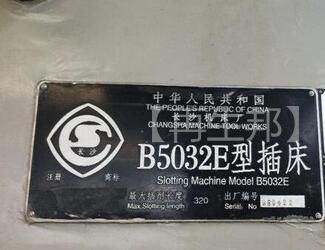 中华人民共和国
THE PEOPLE'S REPUBLIC OF CHINA
长沙机床厂
CHANGSHA MACHINE TOOL WORKS
长沙
注册 商标
B5032E型插床
Slotting Machine Model B5032E
最大插削长度 320 出厂编号
Max.Slotting length Serial No